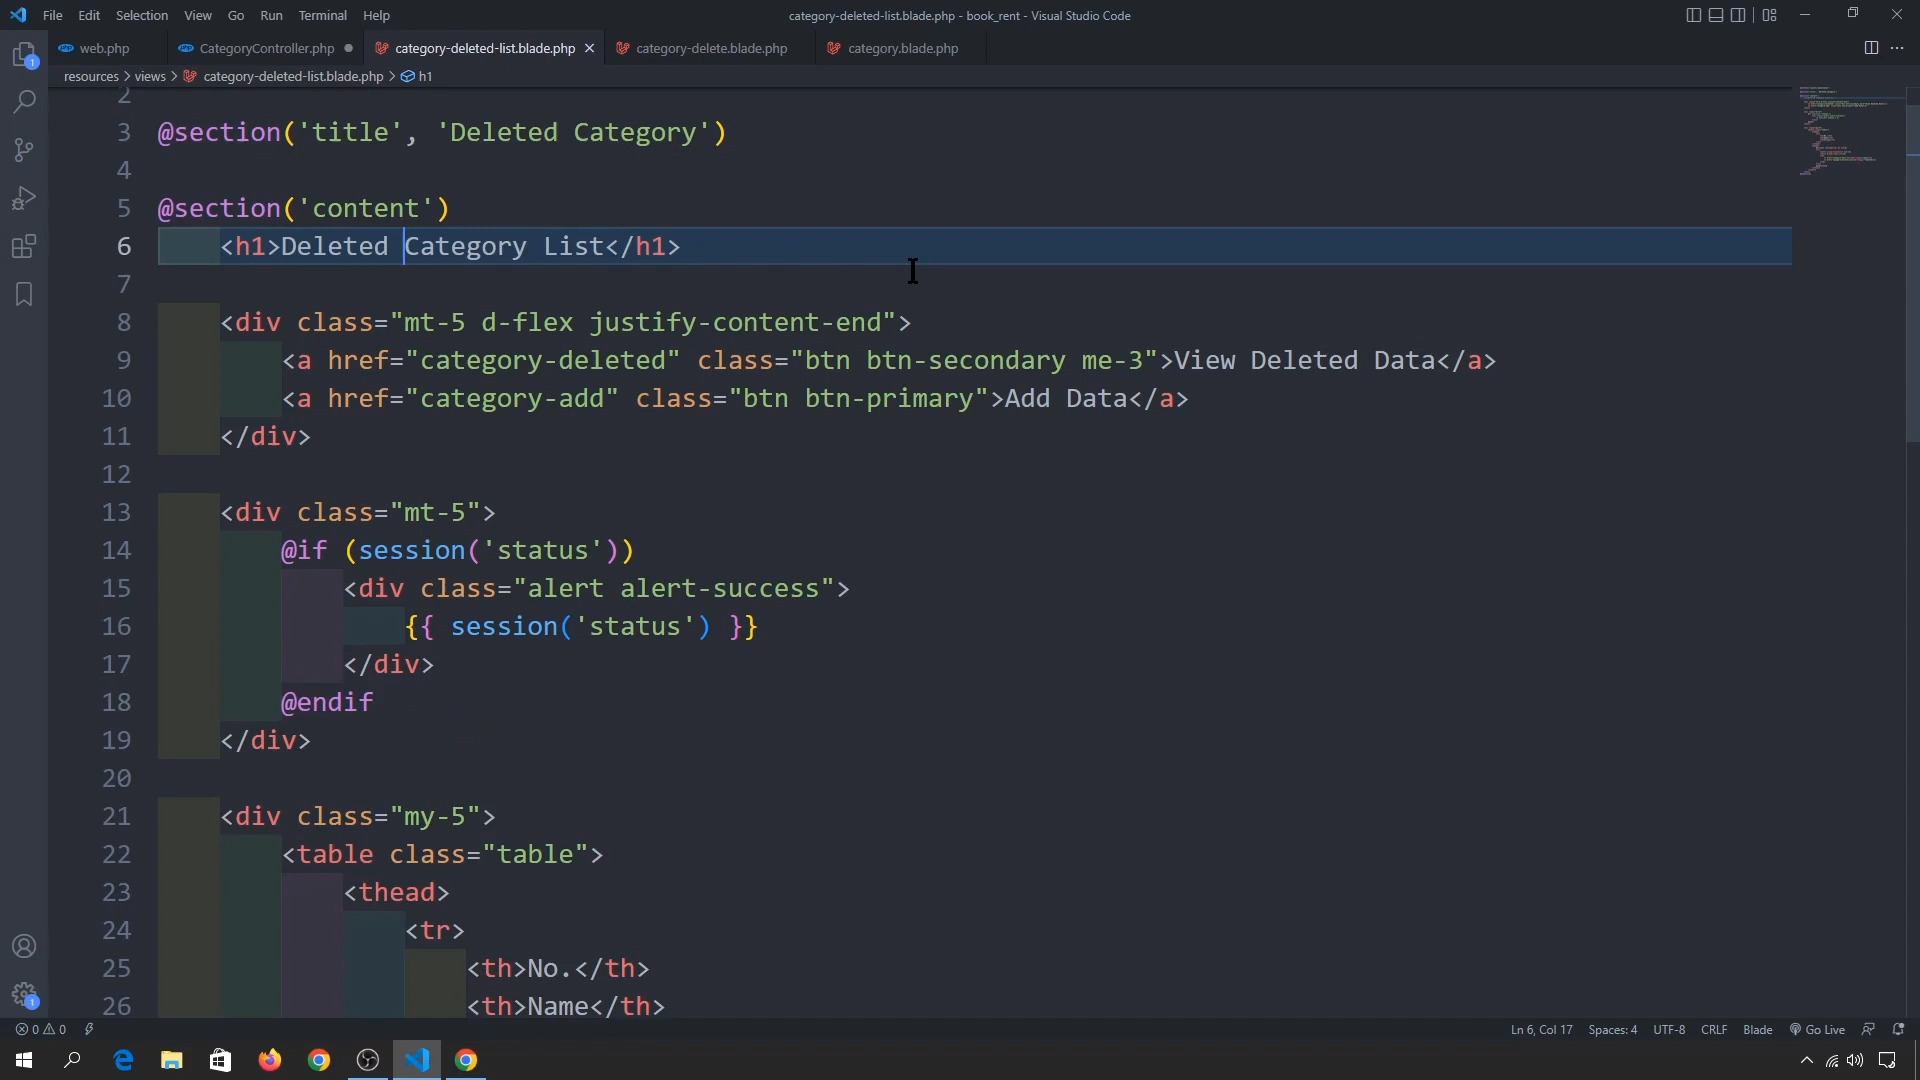 File Edit Selection View Go Run Terminal Help
category-deleted-list.blade.php - book_rent - Visual Studio Code
web.php CategoryController.php category-deleted-list.blade.php category-delete.blade.php category.blade.php
resources > views > category-deleted-list.blade.php > h1
2
3 @section('title', 'Deleted Category')
4
5 @section('content')
6 <h1>Deleted Category List</h1>
7
8 <div class="mt-5 d-flex justify-content-end">
9 <a href="category-deleted" class="btn btn-secondary me-3">View Deleted Data</a>
10 <a href="category-add" class="btn btn-primary">Add Data</a>
11 </div>
12
13 <div class="mt-5">
14 @if (session('status'))
15 <div class="alert alert-success">
16 {{ session('status') }}
17 </div>
18 @endif
19 </div>
20
21 <div class="my-5">
22 <table class="table">
23 <thead>
24 <tr>
25 <th>No.</th>
26 <th>Name</th>
1
1
0 0
Ln 6, Col 17 Spaces: 4 UTF-8 CRLF Blade Go Live